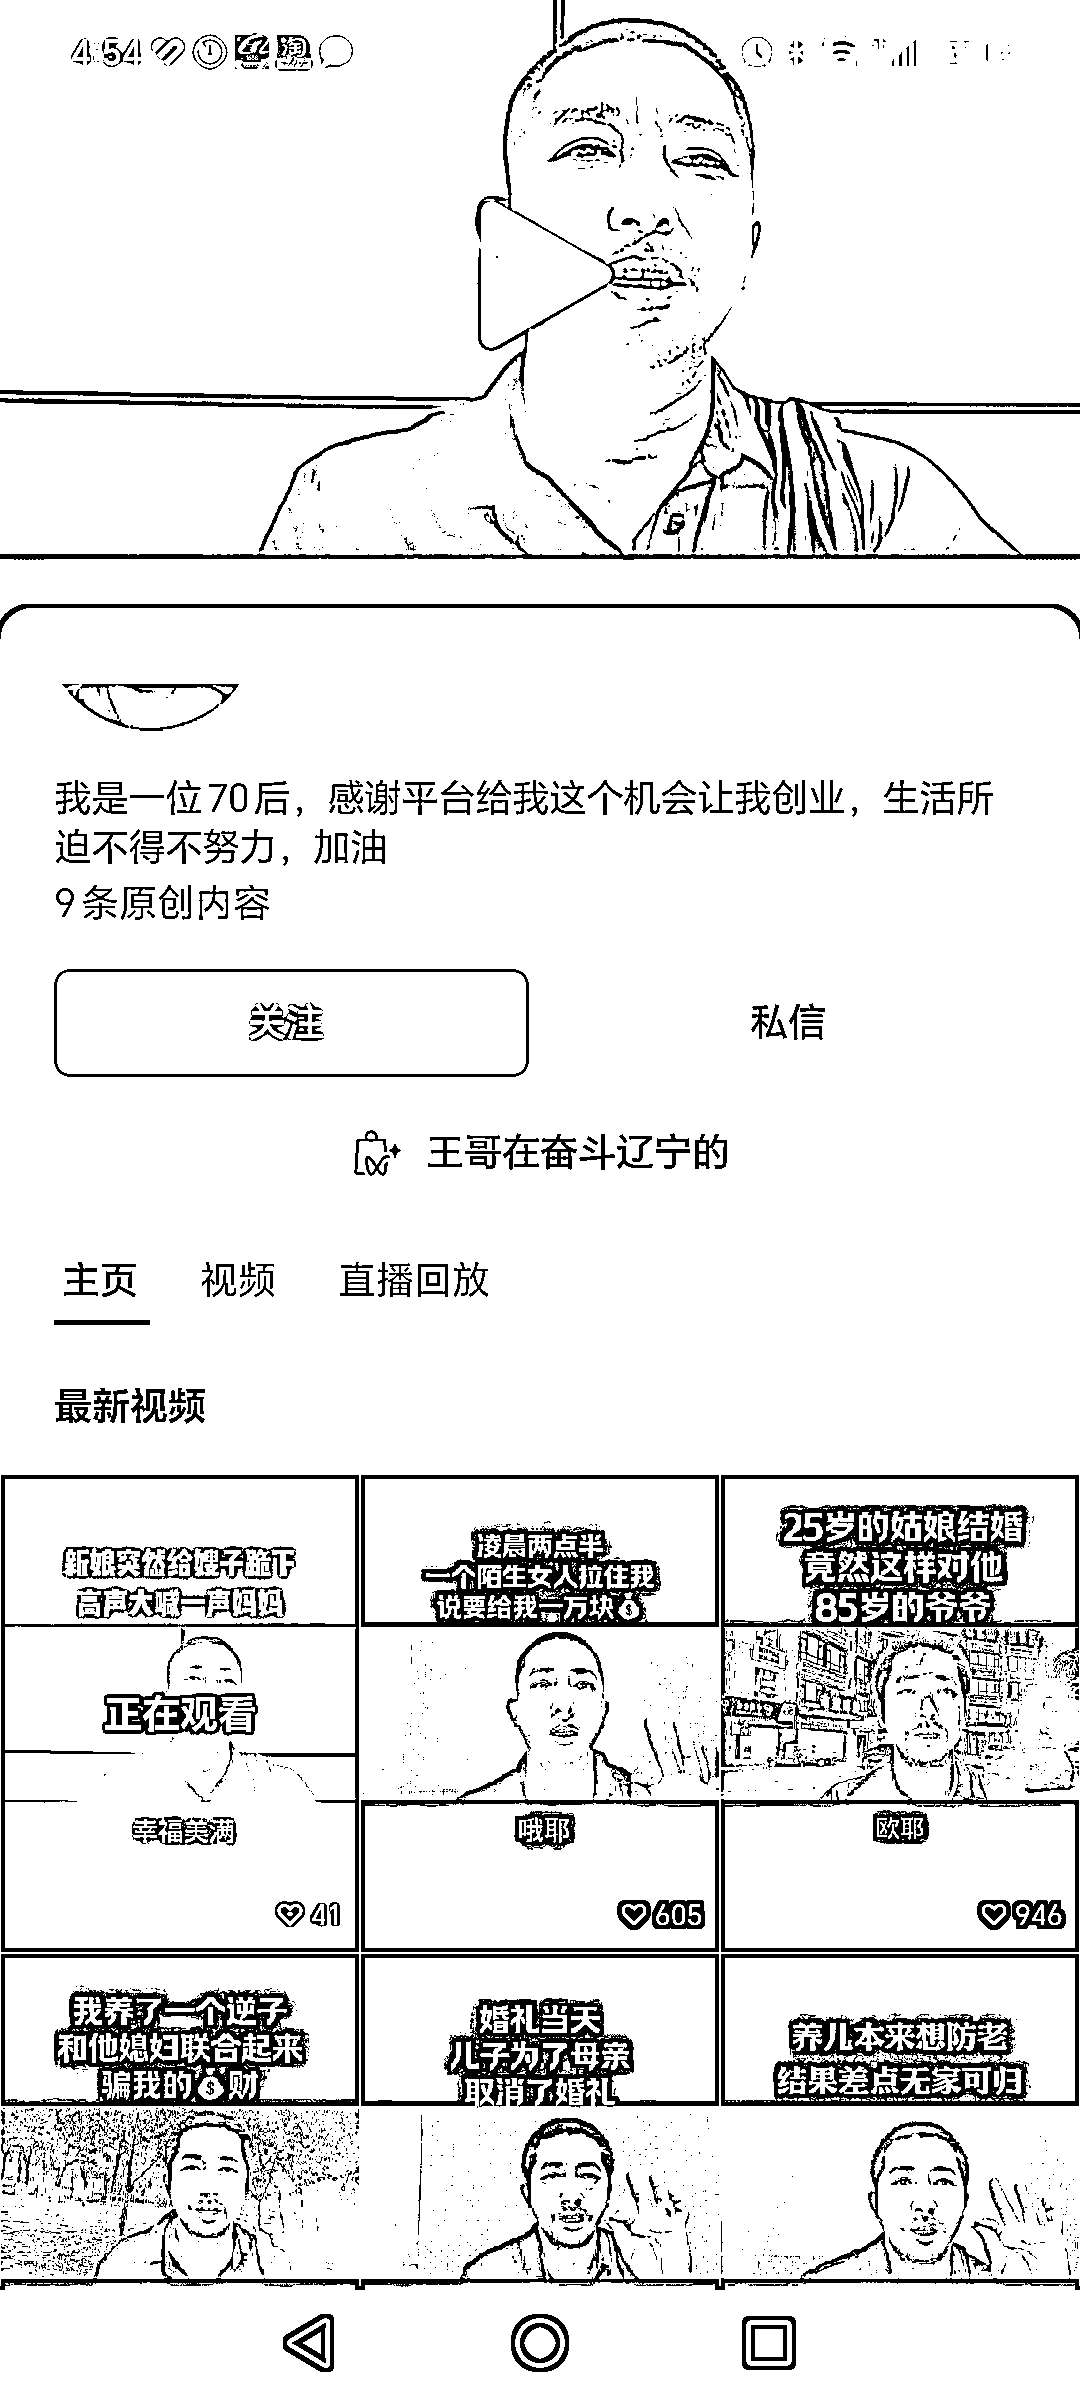 4:54
我是一位70后，感谢平台给我这个机会让我创业，生活所
迫不得不努力，加油
9条原创内容
关注
私信
王哥在奋斗辽宁的
主页 视频 直播回放
最新视频
新娘突然给嫂子跪下
高声大喊一声妈妈
正在观看
幸福美满
41
凌晨两点半
一个陌生女人拉住我
说要给我一万块💰
哦耶
605
25岁的姑娘结婚
竟然这样对他
85岁的爷爷
欧耶
946
我养了一个逆子
和他媳妇联合起来
骗我的💰财
婚礼当天
儿子为了母亲
取消了婚礼
养儿本来想防老
结果差点无家可归